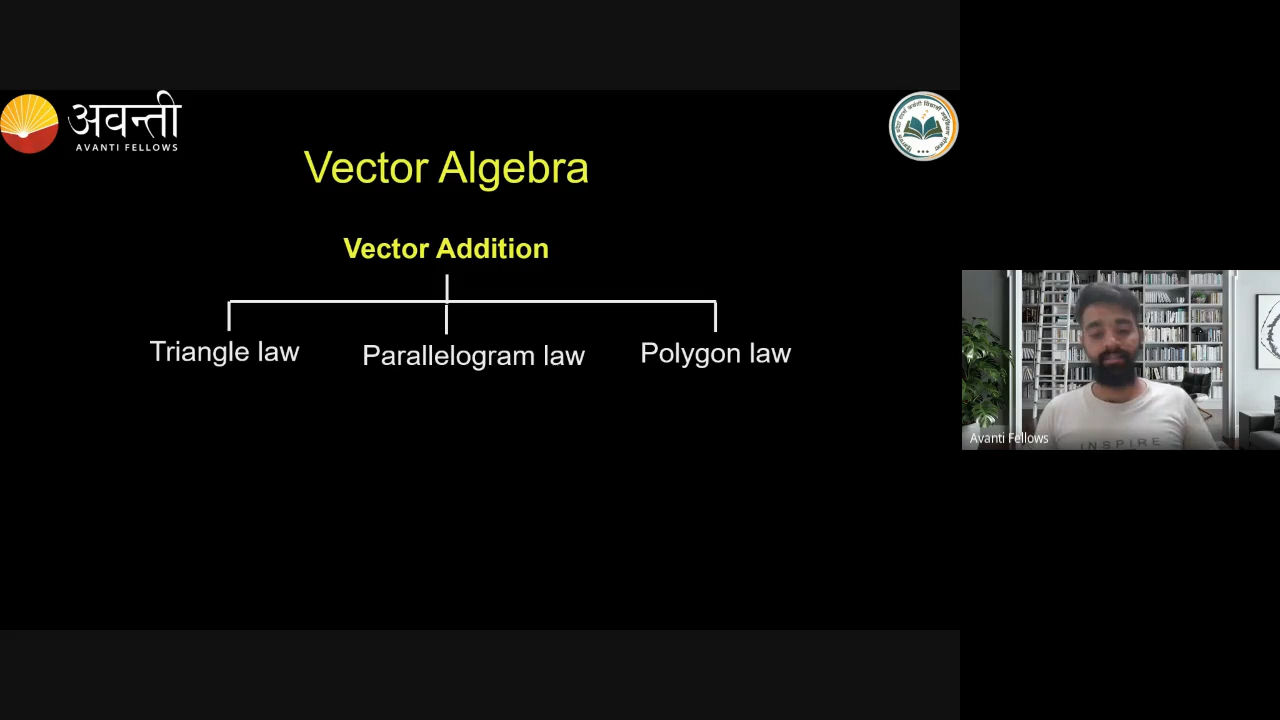 अवन्ती
AVANTI FELLOWS
Vector Algebra
Vector Addition
Triangle law
Parallelogram law
Polygon law
Avanti Fellows
INSPIRE